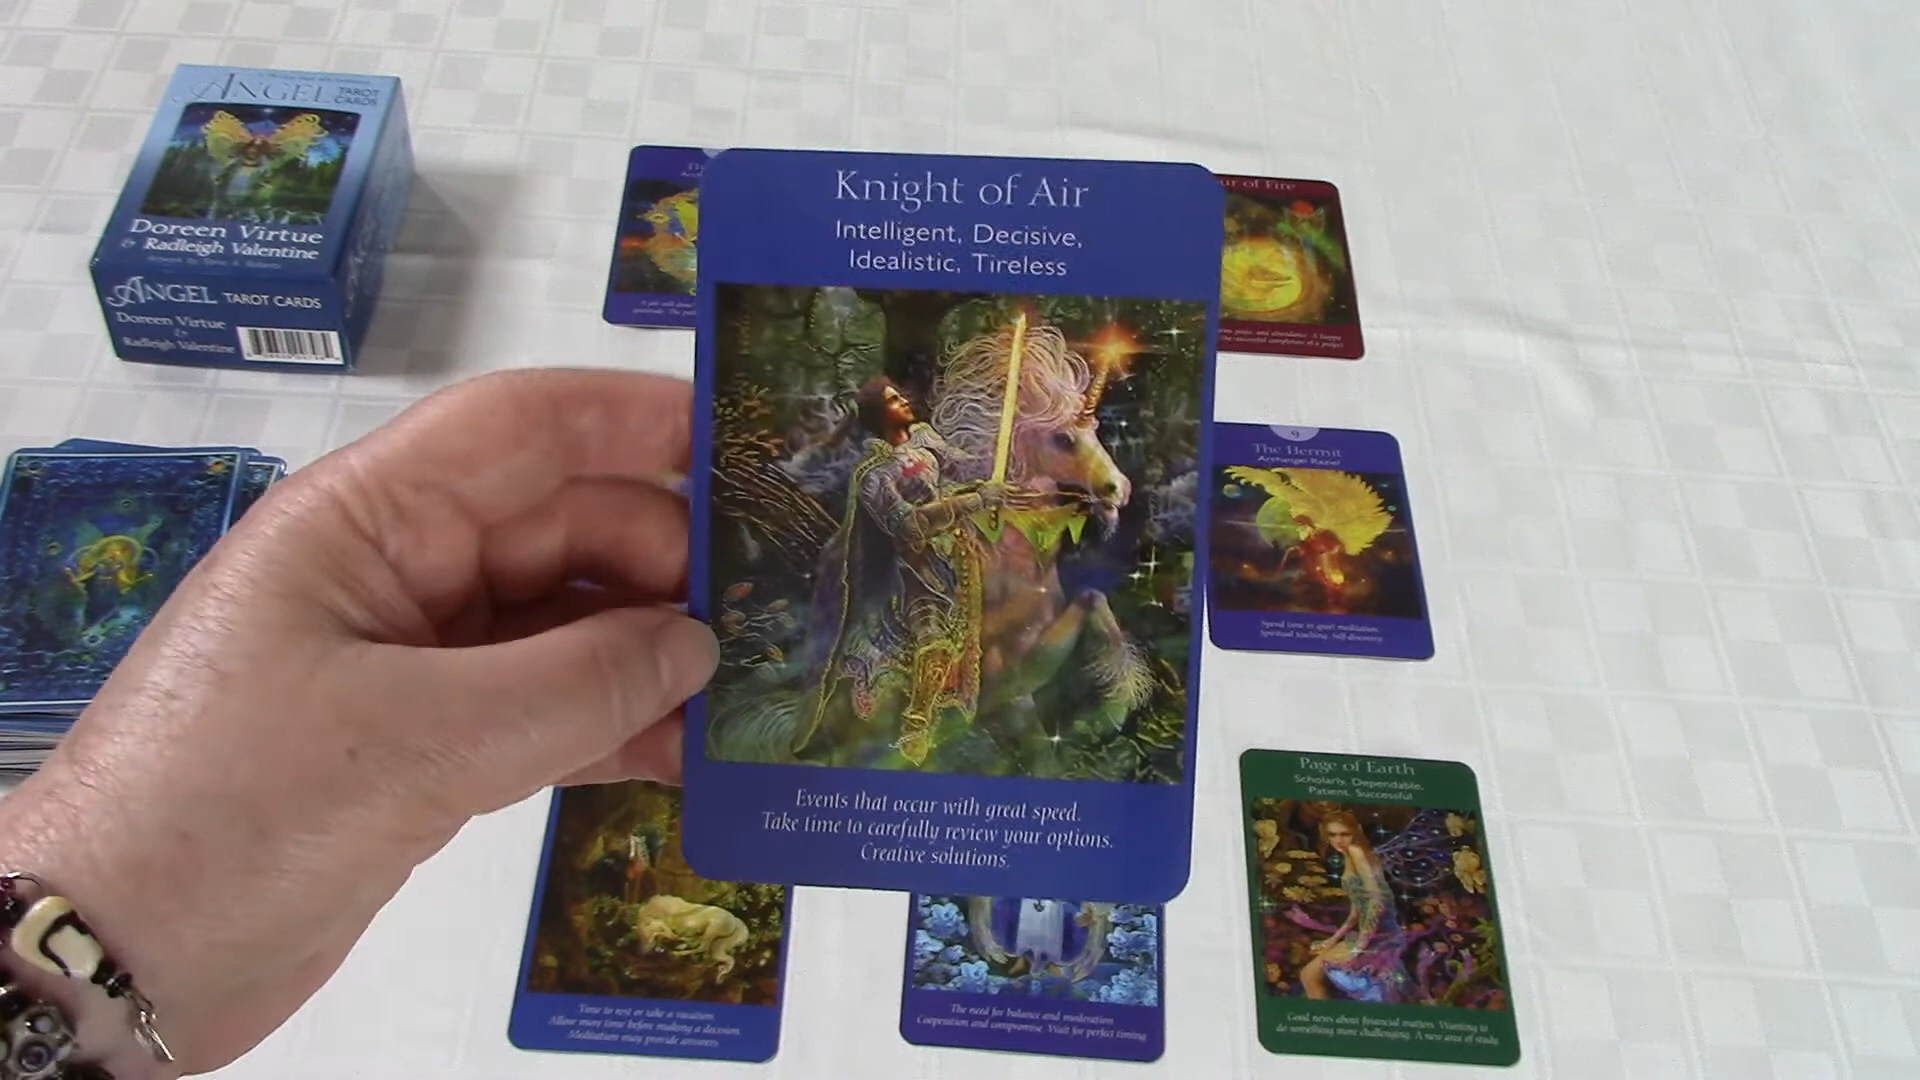 ANGEL TAROT
CARDS
Doreen Virtue
& Radleigh Valentine
ANGEL TAROT CARDS
Doreen Virtue
&
Radleigh Valentine
Knight of Air
Intelligent, Decisive,
Idealistic, Tireless
Events that occur with great speed.
Take time to carefully review your options.
Creative solutions.
of Fire
9
The Hermit
Archangel Raziel
Spend time in quiet meditation.
Spiritual teaching. Self-discovery.
Time to rest or take a vacation.
Allow more time before making a decision.
Meditation may provide answers.
The need for balance and moderation.
Cooperation and compromise. Wait for perfect timing.
Page of Earth
Scholarly, Dependable,
Patient, Successful
Good news about financial matters. Wanting to
do something more challenging. A new area of study.